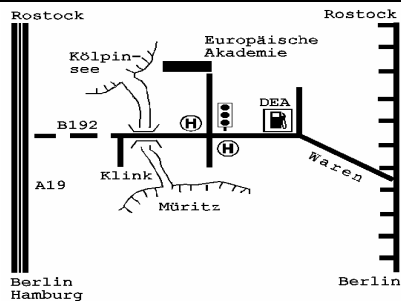 Rostock
Rostock
Europäische
Akademie
Kölpin-
see
DEA
H
B192
H
Waren
Klink
A19
Müritz
Berlin
Hamburg
Berlin